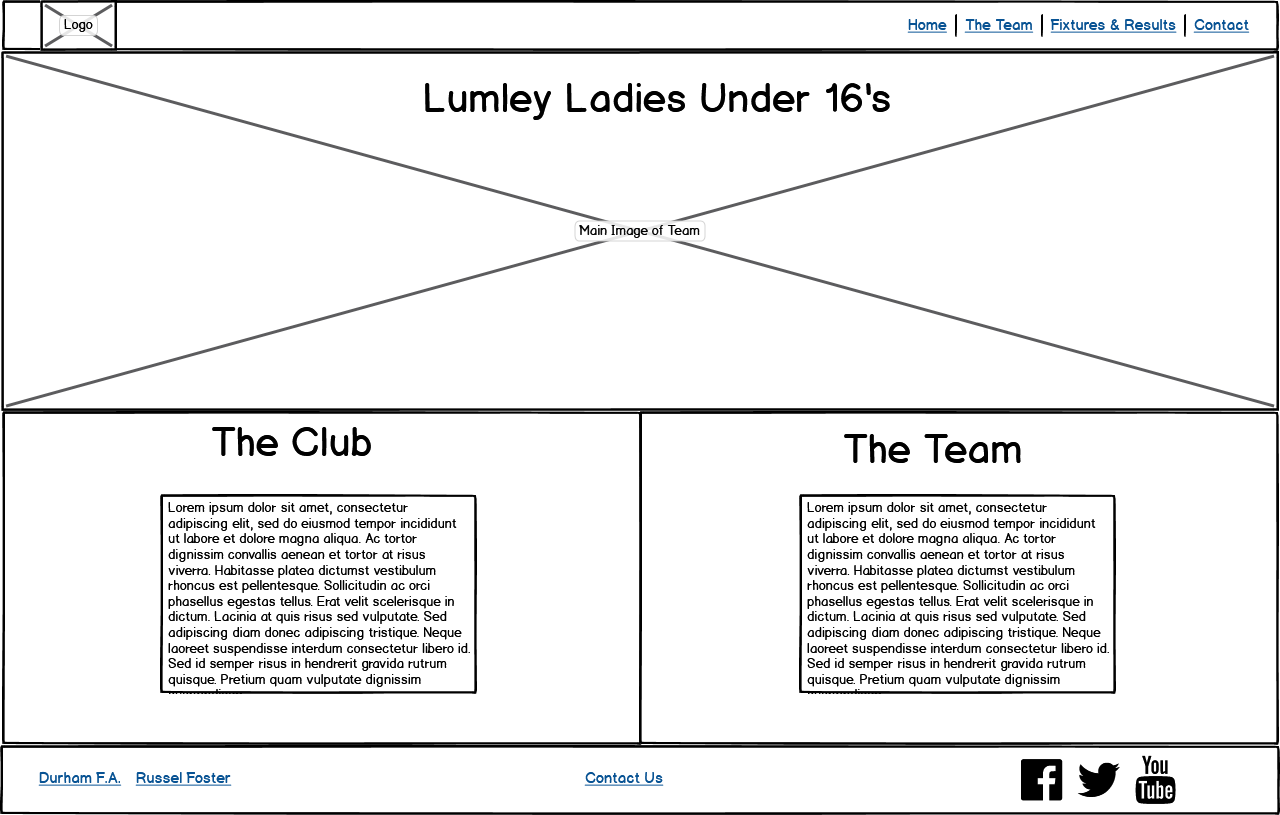 Logo
Home The Team Fixtures & Results Contact
Lumley Ladies Under 16's
Main Image of Team
The Club
Lorem ipsum dolor sit amet, consectetur
adipiscing elit, sed do eiusmod tempor incididunt
ut labore et dolore magna aliqua. Ac tortor
dignissim convallis aenean et tortor at risus
viverra. Habitasse platea dictumst vestibulum
rhoncus est pellentesque. Sollicitudin ac orci
phasellus egestas tellus. Erat velit scelerisque in
dictum. Lacinia at quis risus sed vulputate. Sed
adipiscing diam donec adipiscing tristique. Neque
laoreet suspendisse interdum consectetur libero id.
Sed id semper risus in hendrerit gravida rutrum
quisque. Pretium quam vulputate dignissim
The Team
Lorem ipsum dolor sit amet, consectetur
adipiscing elit, sed do eiusmod tempor incididunt
ut labore et dolore magna aliqua. Ac tortor
dignissim convallis aenean et tortor at risus
viverra. Habitasse platea dictumst vestibulum
rhoncus est pellentesque. Sollicitudin ac orci
phasellus egestas tellus. Erat velit scelerisque in
dictum. Lacinia at quis risus sed vulputate. Sed
adipiscing diam donec adipiscing tristique. Neque
laoreet suspendisse interdum consectetur libero id.
Sed id semper risus in hendrerit gravida rutrum
quisque. Pretium quam vulputate dignissim
Durham F.A. Russel Foster
Contact Us
You
Tube